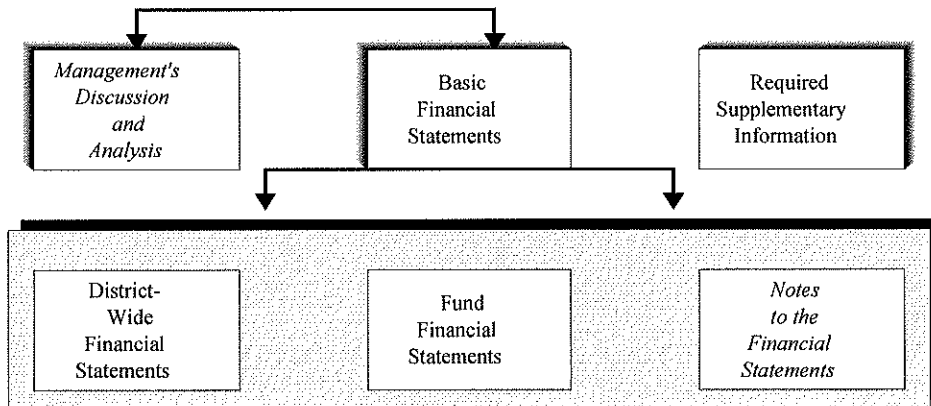 Management's
Discussion
and
Analysis
Basic
Financial
Statements
Required
Supplementary
Information
District-
Wide
Financial
Statements
Fund
Financial
Statements
Notes
to the
Financial
Statements